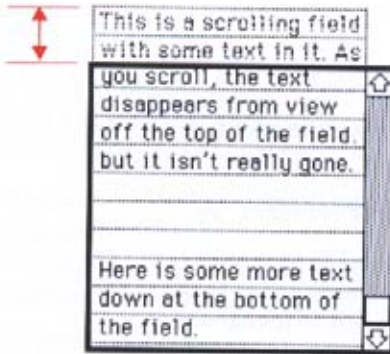 This is a scrolling field
with some text in it. As
you scroll, the text
disappears from view
off the top of the field.
but it isn't really gone.
Here is some more text
down at the bottom of
the field.